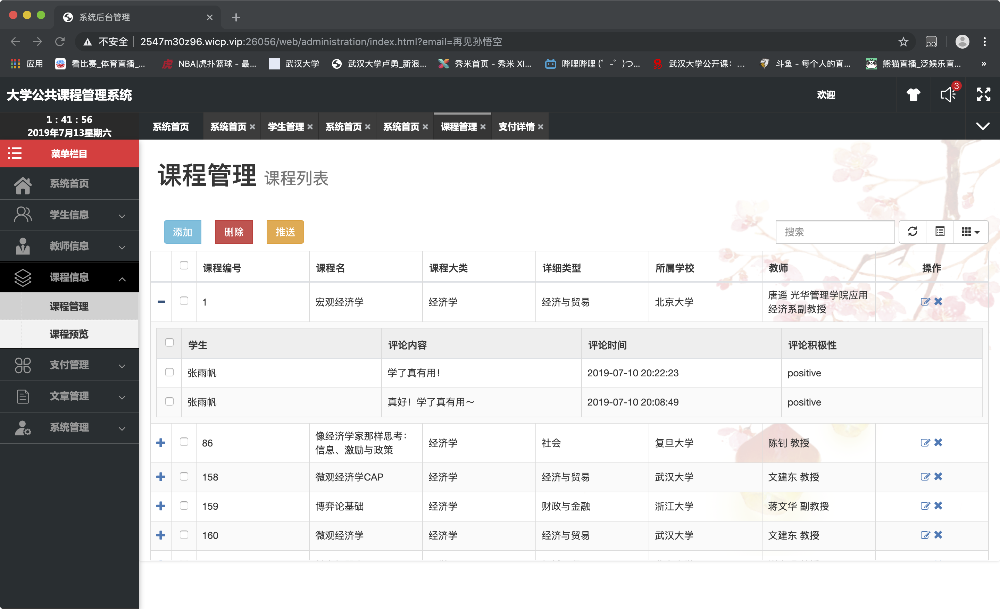 系统后台管理
不安全 2547m30z96.wicp.vip:26056/web/administration/index.html?email=再见孙悟空
应用 看比赛_体育直播_... NBA|虎扑篮球 - 最... 武汉大学 武汉大学卢勇_新浪... 秀米首页 - 秀米 XI... 哔哩哔哩 (゜-゜)つ... 武汉大学公开课：... 斗鱼 - 每个人的直... 熊猫直播_泛娱乐直... »
大学公共课程管理系统 欢迎 3
1 : 41 : 56
2019年7月13星期六
系统首页 系统首页 学生管理 系统首页 系统首页 课程管理 支付详情
菜单栏目
系统首页
学生信息
教师信息
课程信息
课程管理
课程预览
支付管理
文章管理
系统管理
课程管理 课程列表
添加 删除 推送 搜索
课程编号 课程名 课程大类 详细类型 所属学校 教师 操作
1 宏观经济学 经济学 经济与贸易 北京大学 唐遥 光华管理学院应用
经济系副教授
学生 评论内容 评论时间 评论积极性
张雨帆 学了真有用！ 2019-07-10 20:22:23 positive
张雨帆 真好！学了真有用～ 2019-07-10 20:08:49 positive
86 像经济学家那样思考：
信息、激励与政策 经济学 社会 复旦大学 陈钊 教授
158 微观经济学CAP 经济学 经济与贸易 武汉大学 文建东 教授
159 博弈论基础 经济学 财政与金融 浙江大学 蒋文华 副教授
160 微观经济学 经济学 经济与贸易 武汉大学 文建东 教授